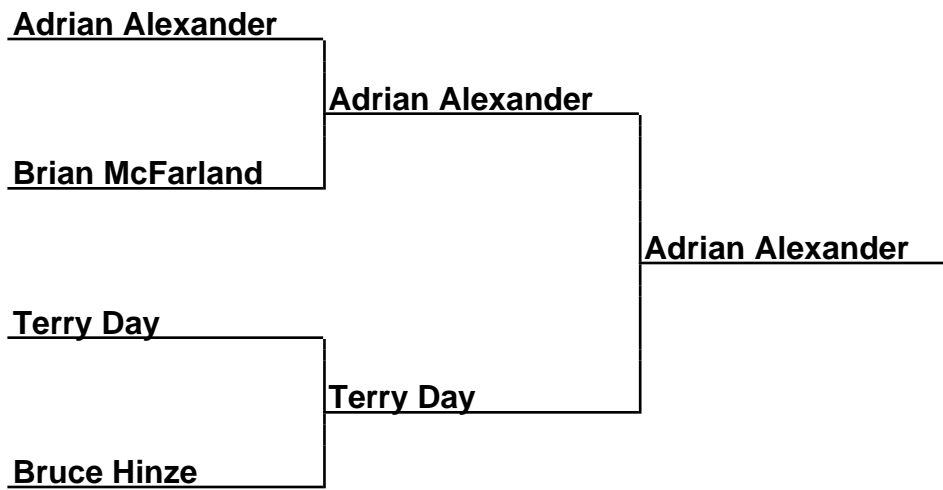 Adrian Alexander
Adrian Alexander
Brian McFarland
Adrian Alexander
Terry Day
Terry Day
Bruce Hinze